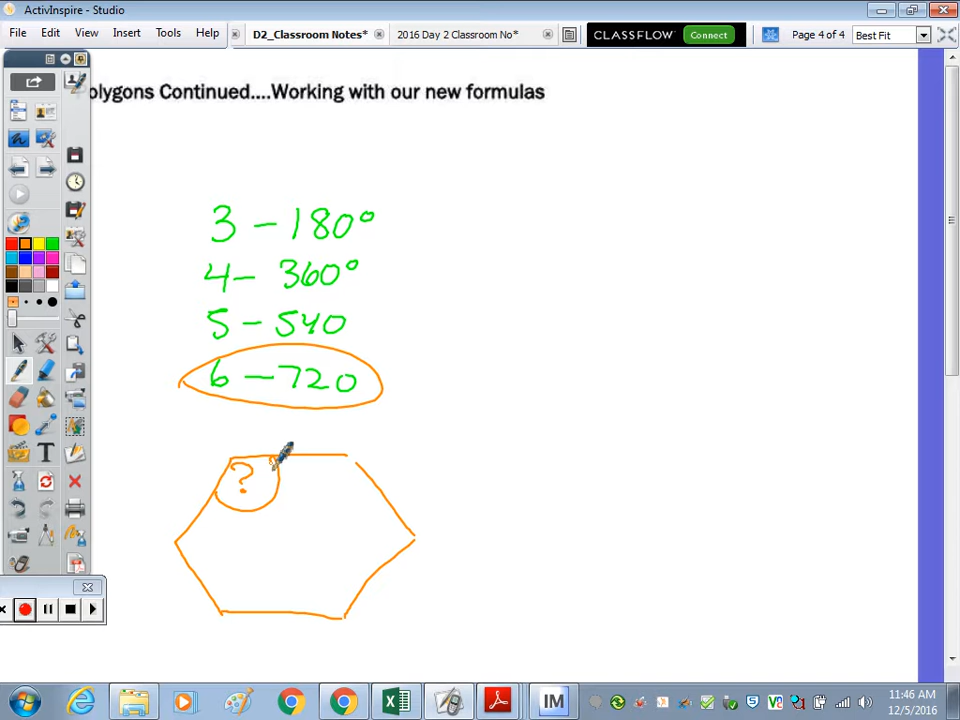 ActivInspire - Studio
File Edit View Insert Tools Help D2_Classroom Notes* 2016 Day 2 Classroom No* CLASSFLOW Connect Page 4 of 4 Best Fit
olygons Continued....Working with our new formulas
3 - 180°
4 - 360°
5 - 540
6 - 720
?
IM
11:46 AM
12/5/2016